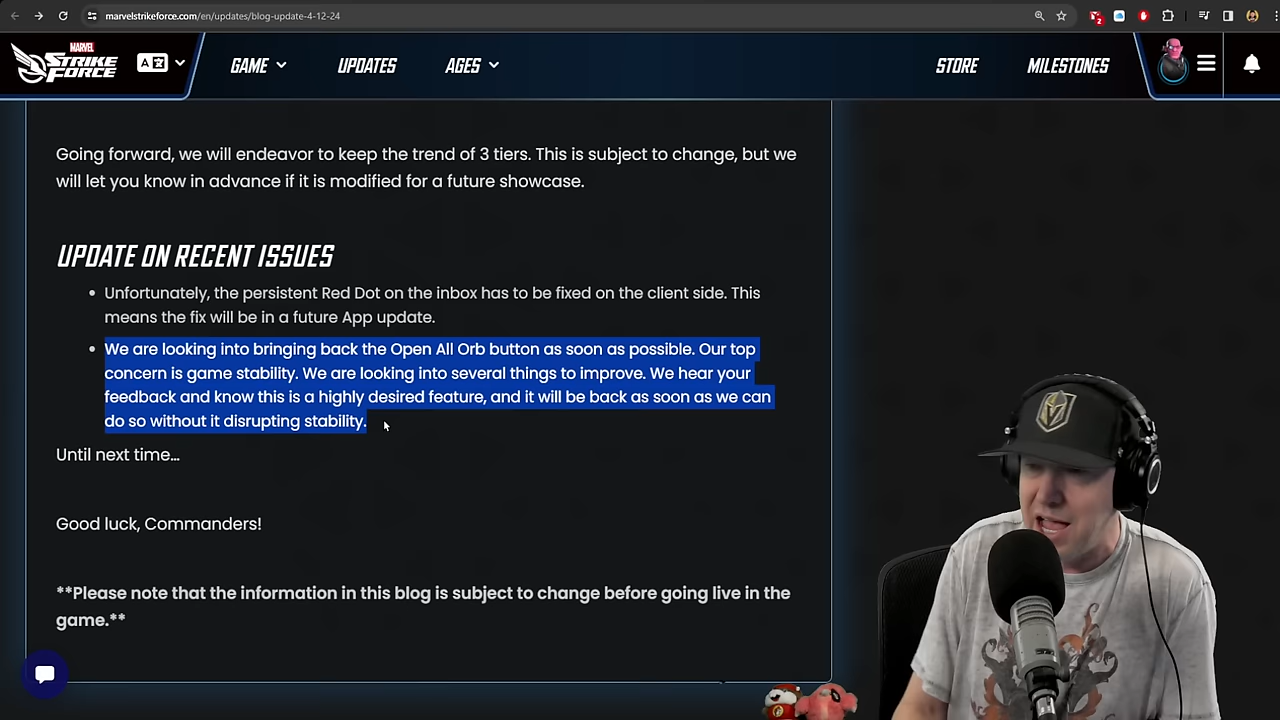 marvelstrikeforce.com/en/updates/blog-update-4-12-24
MARVEL
STRIKE
FORCE
GAME
UPDATES
AGES
STORE
MILESTONES
Going forward, we will endeavor to keep the trend of 3 tiers. This is subject to change, but we
will let you know in advance if it is modified for a future showcase.
UPDATE ON RECENT ISSUES
• Unfortunately, the persistent Red Dot on the inbox has to be fixed on the client side. This
means the fix will be in a future App update.
• We are looking into bringing back the Open All Orb button as soon as possible. Our top
concern is game stability. We are looking into several things to improve. We hear your
feedback and know this is a highly desired feature, and it will be back as soon as we can
do so without it disrupting stability.
Until next time…
Good luck, Commanders!
**Please note that the information in this blog is subject to change before going live in the
game.**